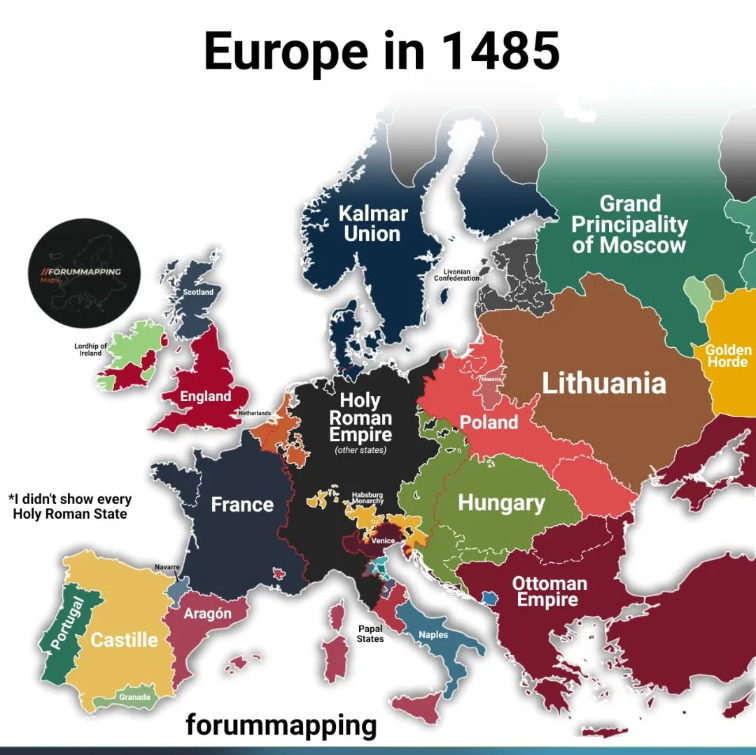 Europe in 1485
Kalmar
Union
Grand
Principality
of Moscow
//FORUMMAPPING
Maps
Scotland
Livonian
Confederation
Lordhip of
Ireland
Golden
Horde
England
Netherlands
Holy
Roman
Empire
(other states)
Masovia
Lithuania
Poland
*I didn't show every
Holy Roman State
France
Habsburg
Monarchy
Hungary
Venice
Navarre
Ottoman
Empire
Portugal
Castille
Aragón
Papal
States
Naples
Granada
forummapping